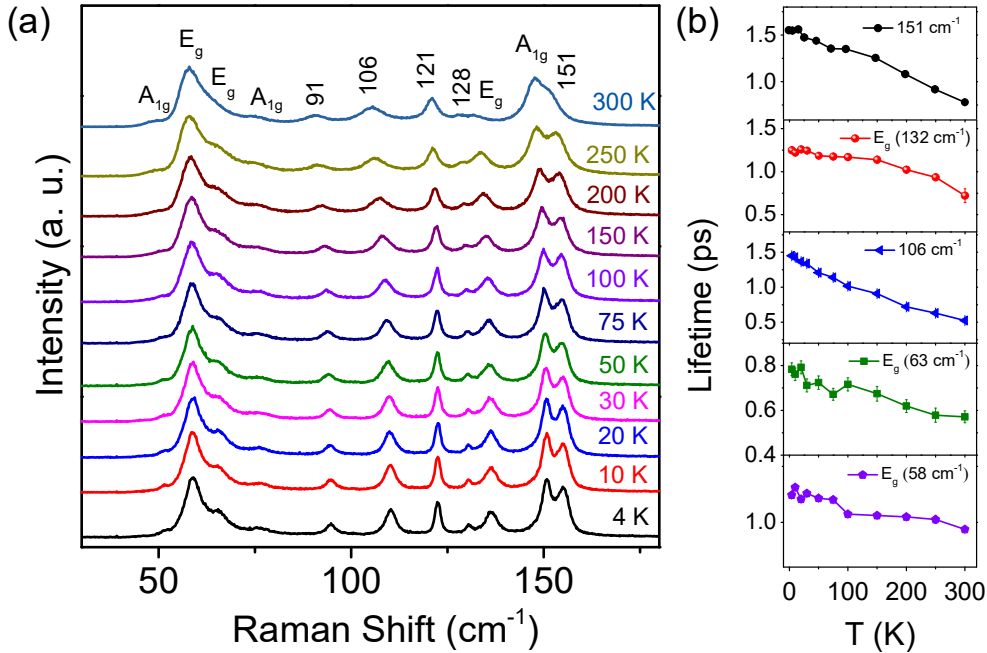 (a)
Intensity (a. u.)
A1g
Eg
Eg
A1g
91
106
121
128
Eg
A1g
151
300 K
250 K
200 K
150 K
100 K
75 K
50 K
30 K
20 K
10 K
4 K
50
100
150
Raman Shift (cm-1)
(b)
Lifetime (ps)
1.5
1.0
151 cm-1
1.5
1.0
0.5
Eg (132 cm-1)
1.5
1.0
0.5
106 cm-1
0.8
0.6
0.4
Eg (63 cm-1)
1.0
Eg (58 cm-1)
0
100
200
300
T (K)